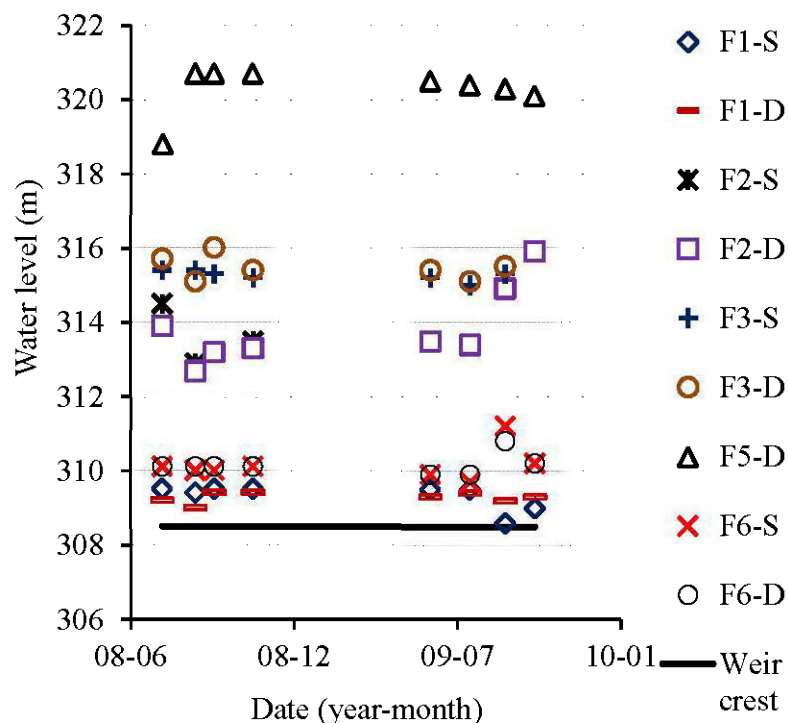 322
320
318
316
314
312
310
308
306
Water level (m)
08-06
08-12
09-07
10-01
Date (year-month)
F1-S
F1-D
F2-S
F2-D
F3-S
F3-D
F5-D
F6-S
F6-D
Weir
crest